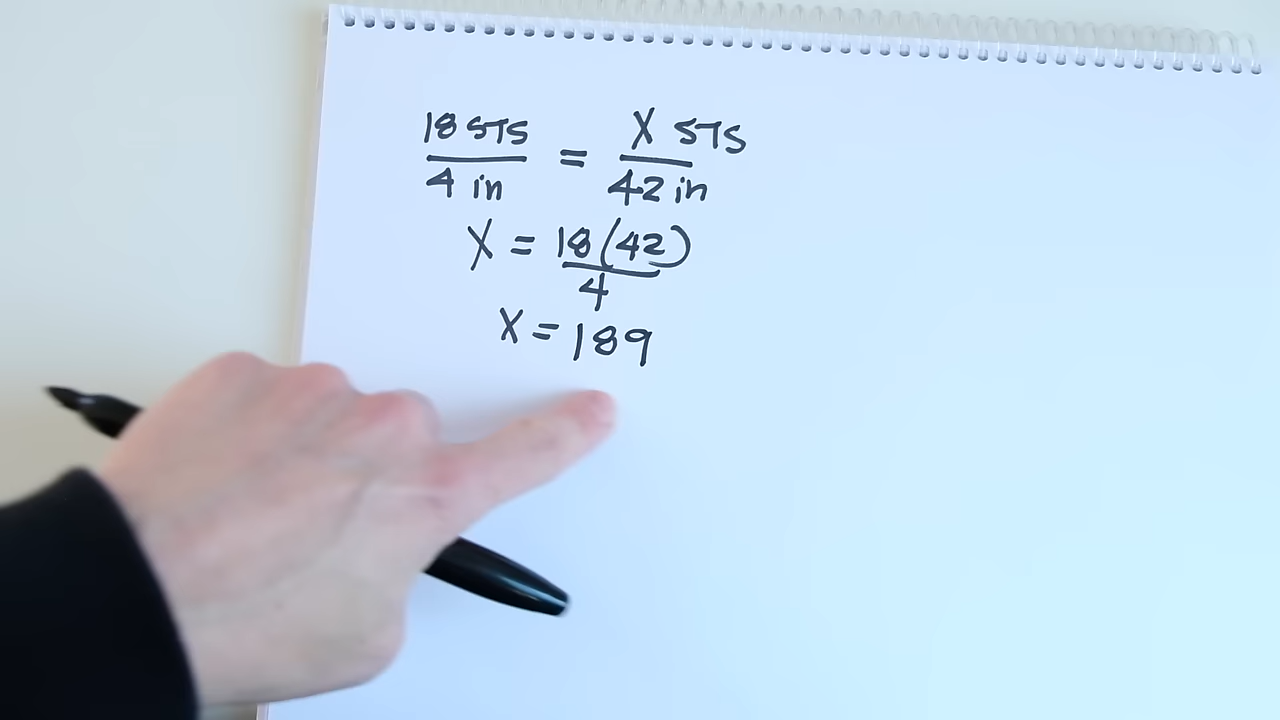 18 STS / 4 in = X STS / 42 in
X = 18(42) / 4
X = 189